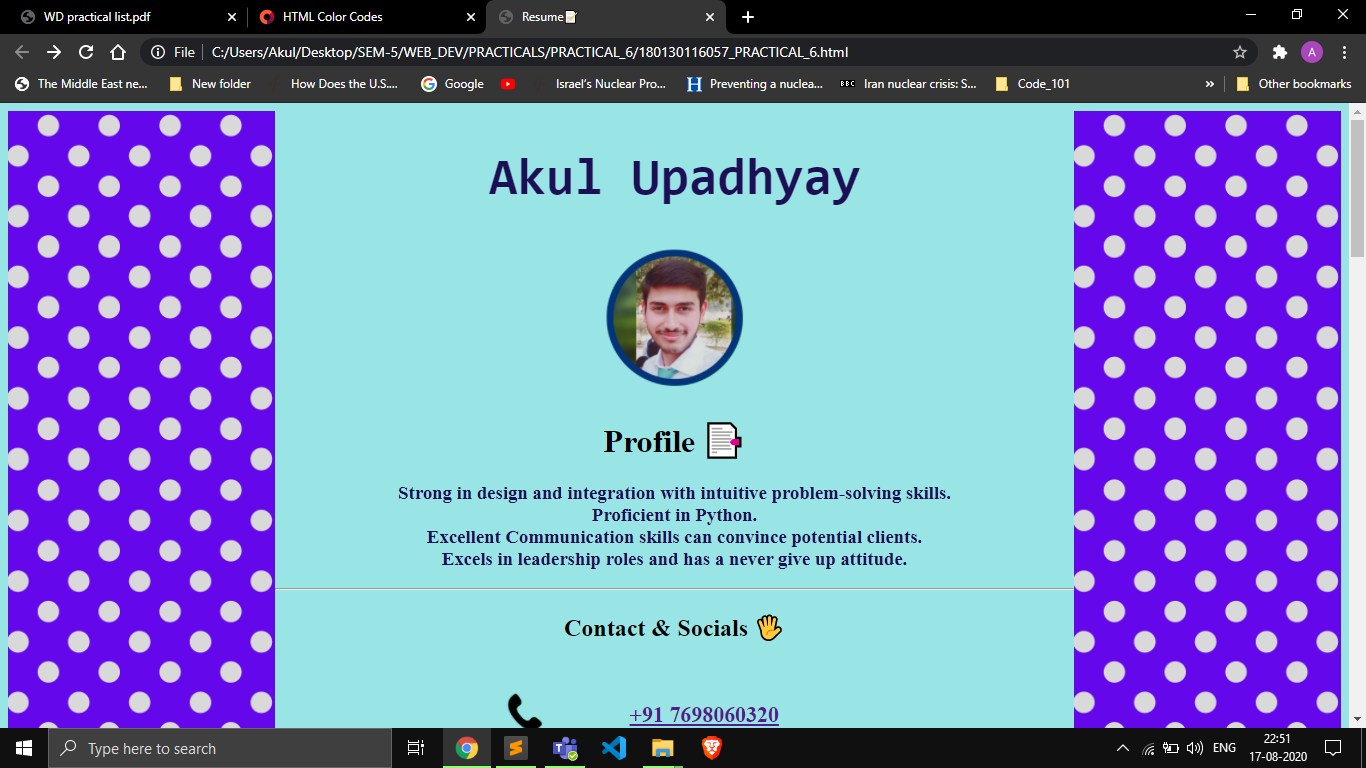 WD practical list.pdf
HTML Color Codes
Resume📝
File
C:/Users/Akul/Desktop/SEM-5/WEB_DEV/PRACTICALS/PRACTICAL_6/180130116057_PRACTICAL_6.html
A
The Middle East ne...
New folder
How Does the U.S....
Google
Israel's Nuclear Pro...
H
Preventing a nuclea...
BBC
Iran nuclear crisis: S...
Code_101
»
Other bookmarks
Akul Upadhyay
Profile
Strong in design and integration with intuitive problem-solving skills.
Proficient in Python.
Excellent Communication skills can convince potential clients.
Excels in leadership roles and has a never give up attitude.
Contact & Socials
+91 7698060320
Type here to search
ENG
22:51
17-08-2020